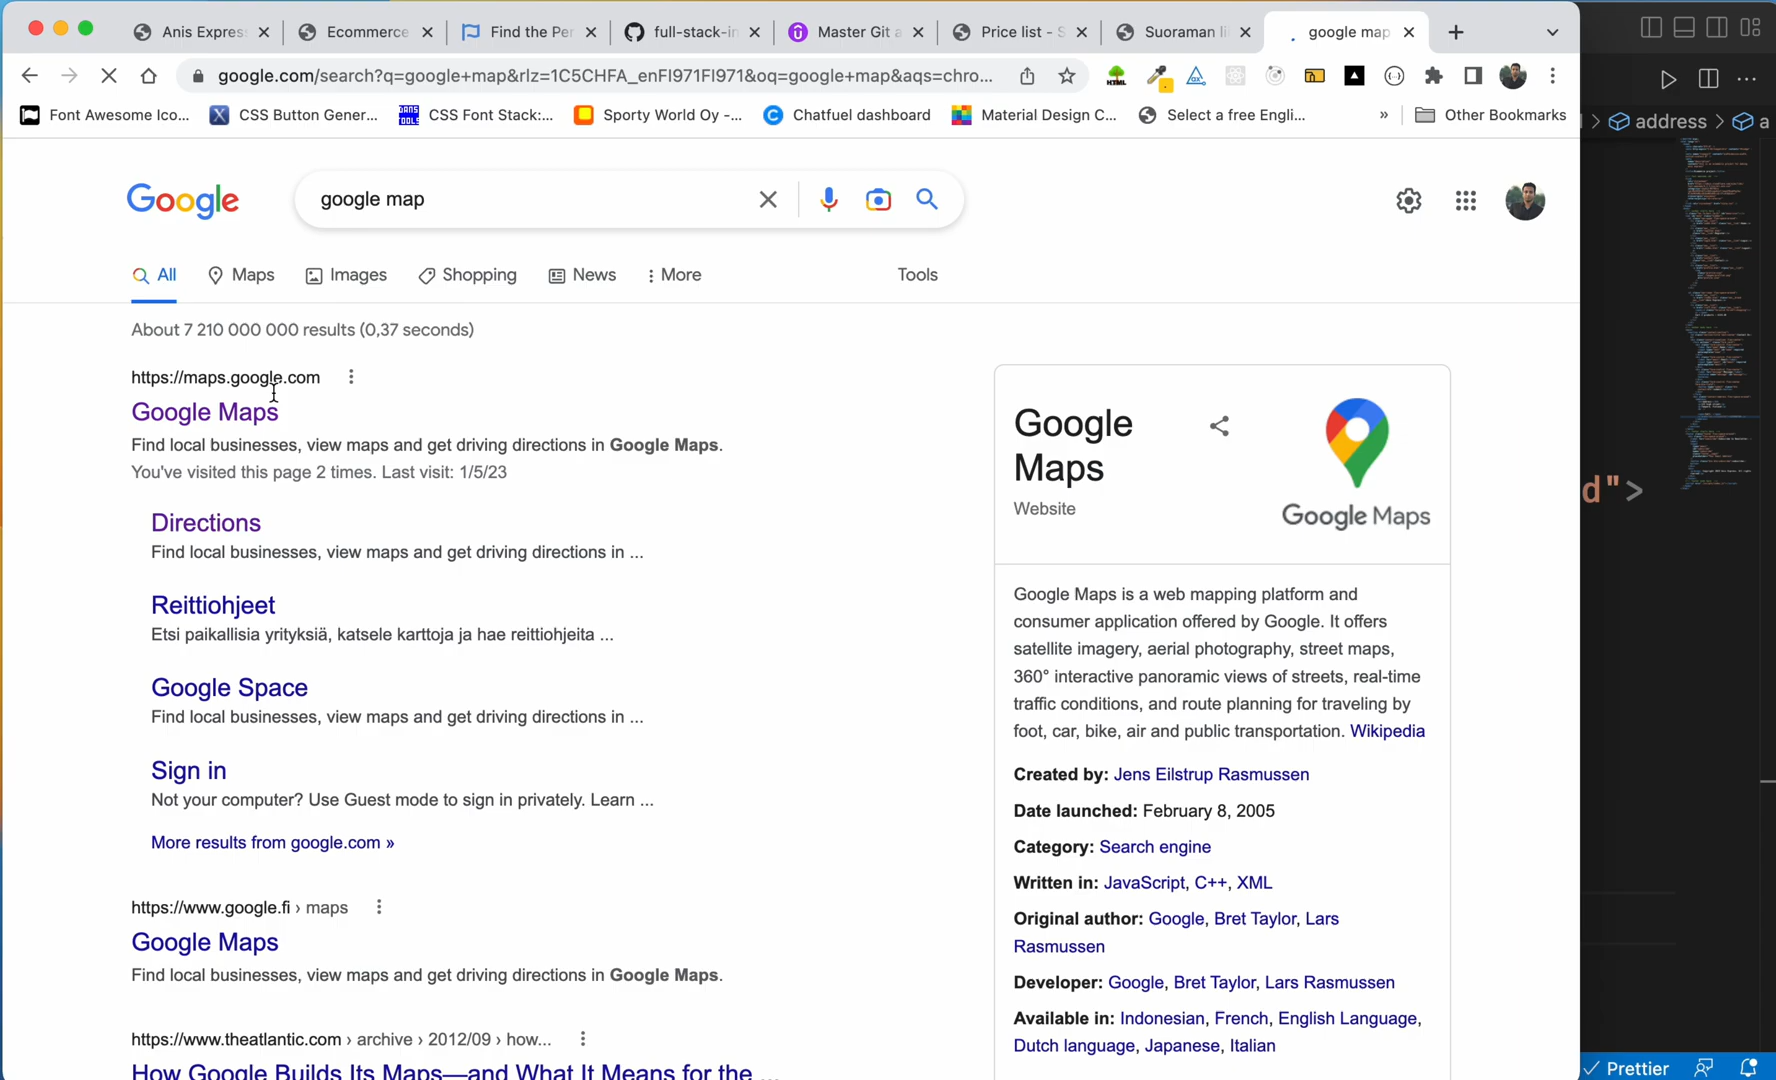 Anis Expres
Ecommerce
Find the Per
full-stack-in
Master Git a
Price list - S
Suoraman li
google map
google.com/search?q=google+map&rlz=1C5CHFA_enFI971FI971&oq=google+map&aqs=chro...
Font Awesome Ico...
CSS Button Gener...
CSS Font Stack:...
Sporty World Oy -...
Chatfuel dashboard
Material Design C...
Select a free Engli...
»
Other Bookmarks
address
a
Google
google map
All
Maps
Images
Shopping
News
More
Tools
About 7 210 000 000 results (0,37 seconds)
https://maps.google.com
Google Maps
Find local businesses, view maps and get driving directions in Google Maps.
You've visited this page 2 times. Last visit: 1/5/23
Directions
Find local businesses, view maps and get driving directions in ...
Reittiohjeet
Etsi paikallisia yrityksiä, katsele karttoja ja hae reittiohjeita ...
Google Space
Find local businesses, view maps and get driving directions in ...
Sign in
Not your computer? Use Guest mode to sign in privately. Learn ...
More results from google.com »
https://www.google.fi › maps
Google Maps
Find local businesses, view maps and get driving directions in Google Maps.
https://www.theatlantic.com › archive › 2012/09 › how...
How Google Builds Its Maps—and What It Means for the ...
Google
Maps
Website
Google Maps
Google Maps is a web mapping platform and
consumer application offered by Google. It offers
satellite imagery, aerial photography, street maps,
360° interactive panoramic views of streets, real-time
traffic conditions, and route planning for traveling by
foot, car, bike, air and public transportation. Wikipedia
Created by: Jens Eilstrup Rasmussen
Date launched: February 8, 2005
Category: Search engine
Written in: JavaScript, C++, XML
Original author: Google, Bret Taylor, Lars
Rasmussen
Developer: Google, Bret Taylor, Lars Rasmussen
Available in: Indonesian, French, English Language,
Dutch language, Japanese, Italian
d">
Prettier